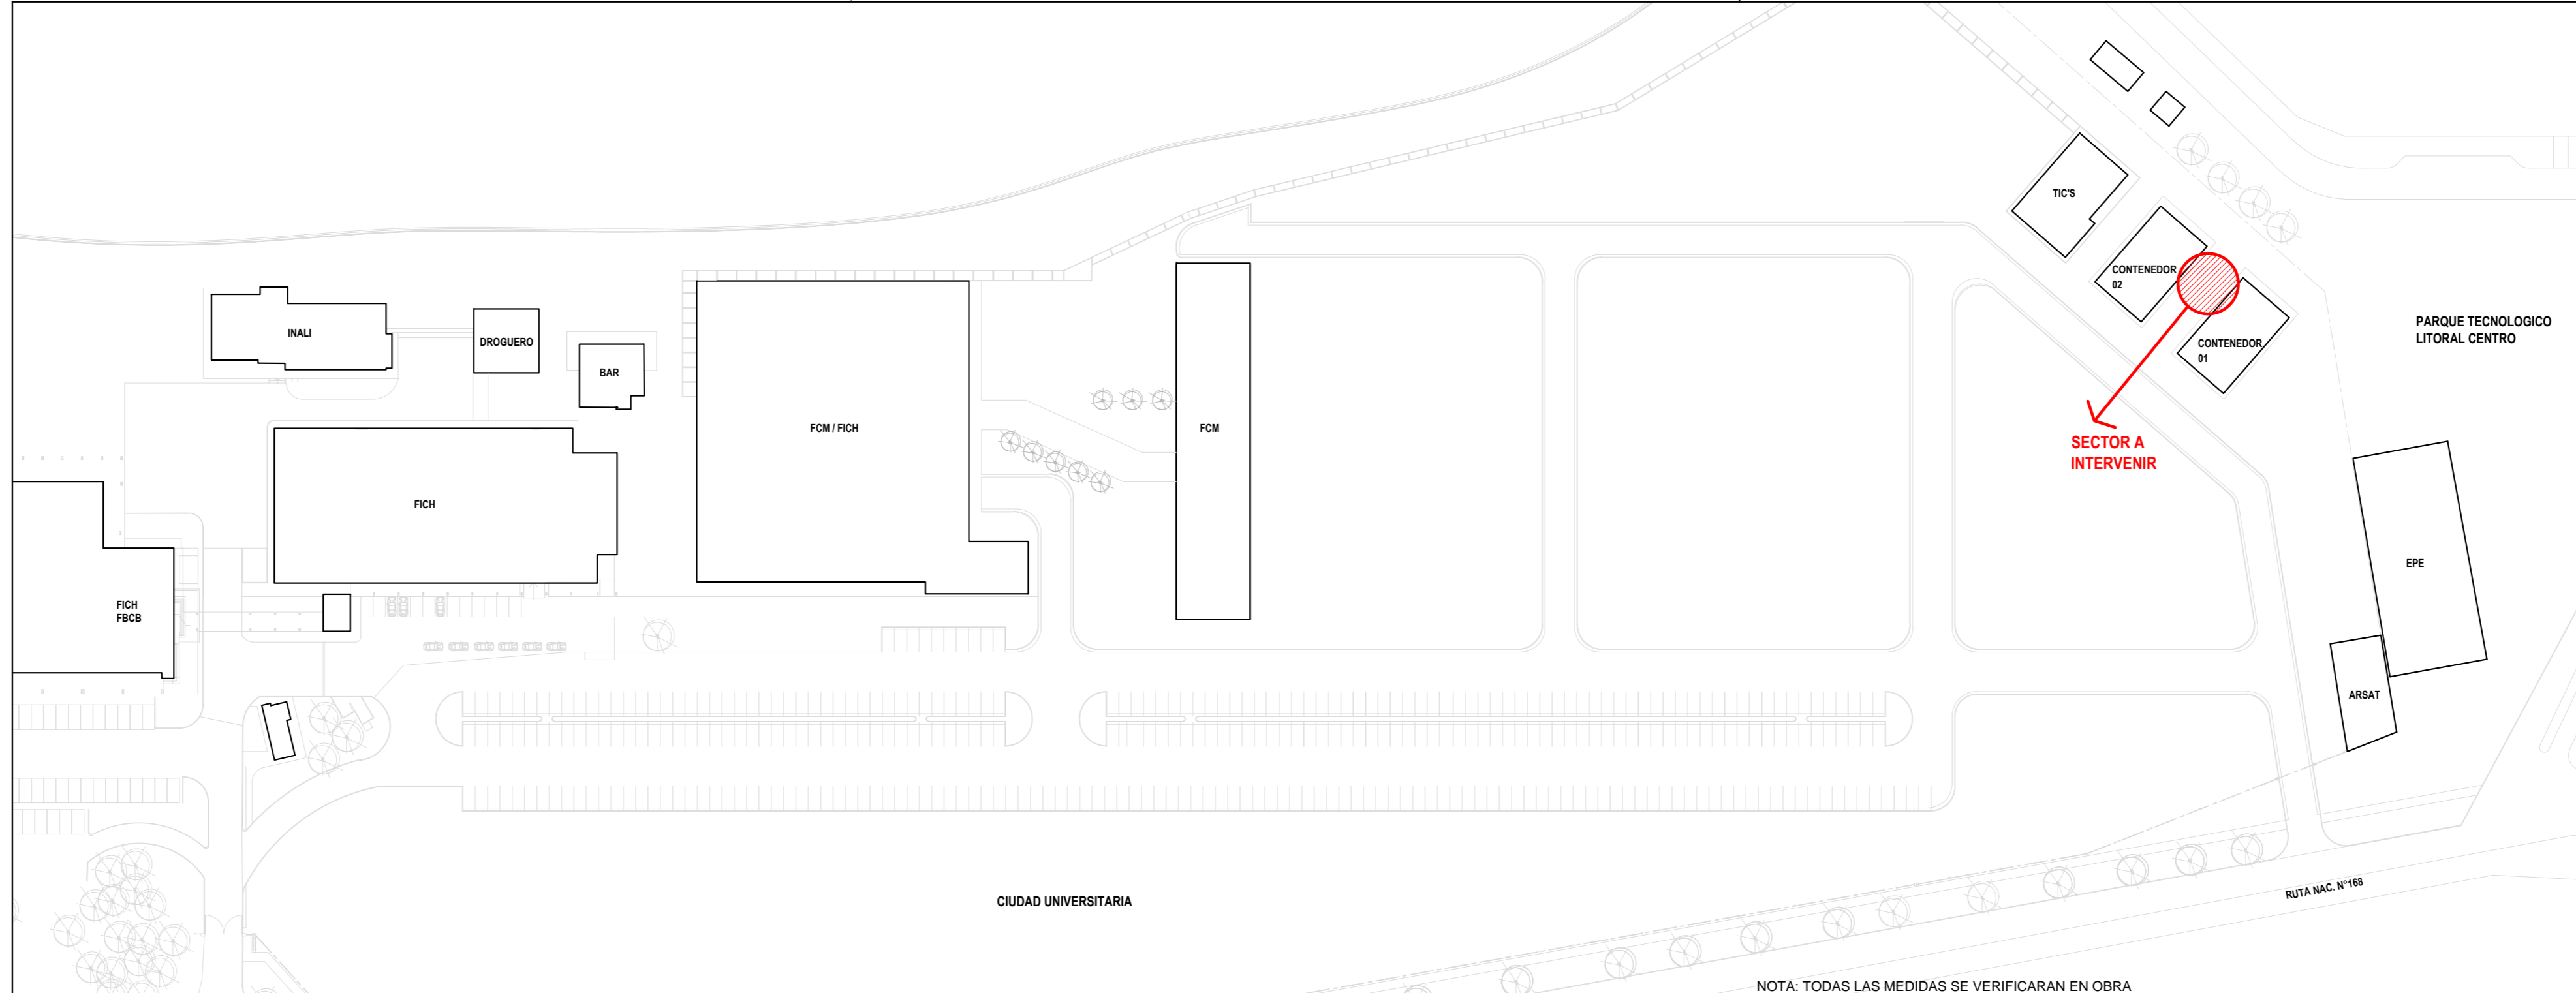 TIC'S
CONTENEDOR
02
PARQUE TECNOLOGICO
LITORAL CENTRO
CONTENEDOR
01
INALI
DROGUERO
BAR
FCM / FICH
FCM
SECTOR A
INTERVENIR
FICH
EPE
FICH
FBCB
ARSAT
RUTA NAC. N°168
CIUDAD UNIVERSITARIA
NOTA: TODAS LAS MEDIDAS SE VERIFICARAN EN OBRA